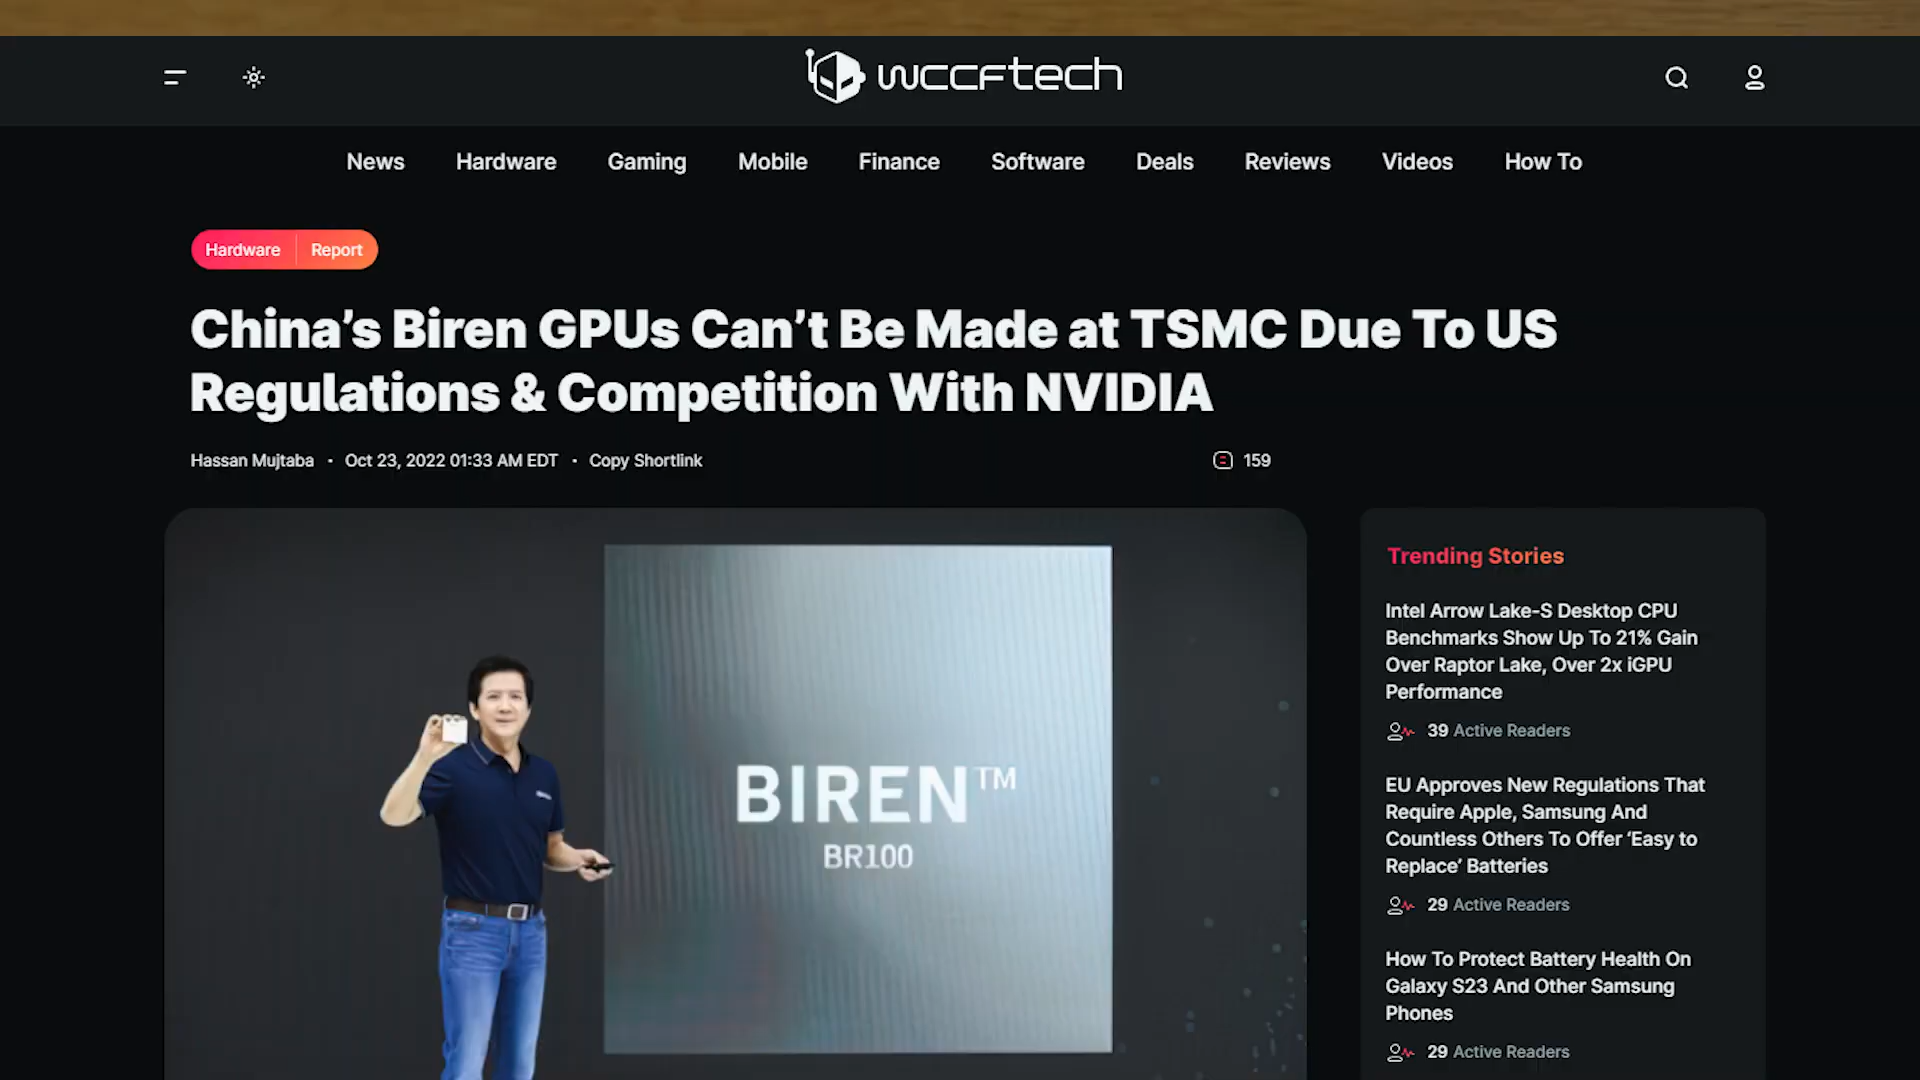 wccftech
News Hardware Gaming Mobile Finance Software Deals Reviews Videos How To
Hardware Report
China’s Biren GPUs Can’t Be Made at TSMC Due To US
Regulations & Competition With NVIDIA
Hassan Mujtaba • Oct 23, 2022 01:33 AM EDT • Copy Shortlink
159
BIREN™
BR100
Trending Stories
Intel Arrow Lake-S Desktop CPU
Benchmarks Show Up To 21% Gain
Over Raptor Lake, Over 2x iGPU
Performance
39 Active Readers
EU Approves New Regulations That
Require Apple, Samsung And
Countless Others To Offer ‘Easy to
Replace’ Batteries
29 Active Readers
How To Protect Battery Health On
Galaxy S23 And Other Samsung
Phones
29 Active Readers